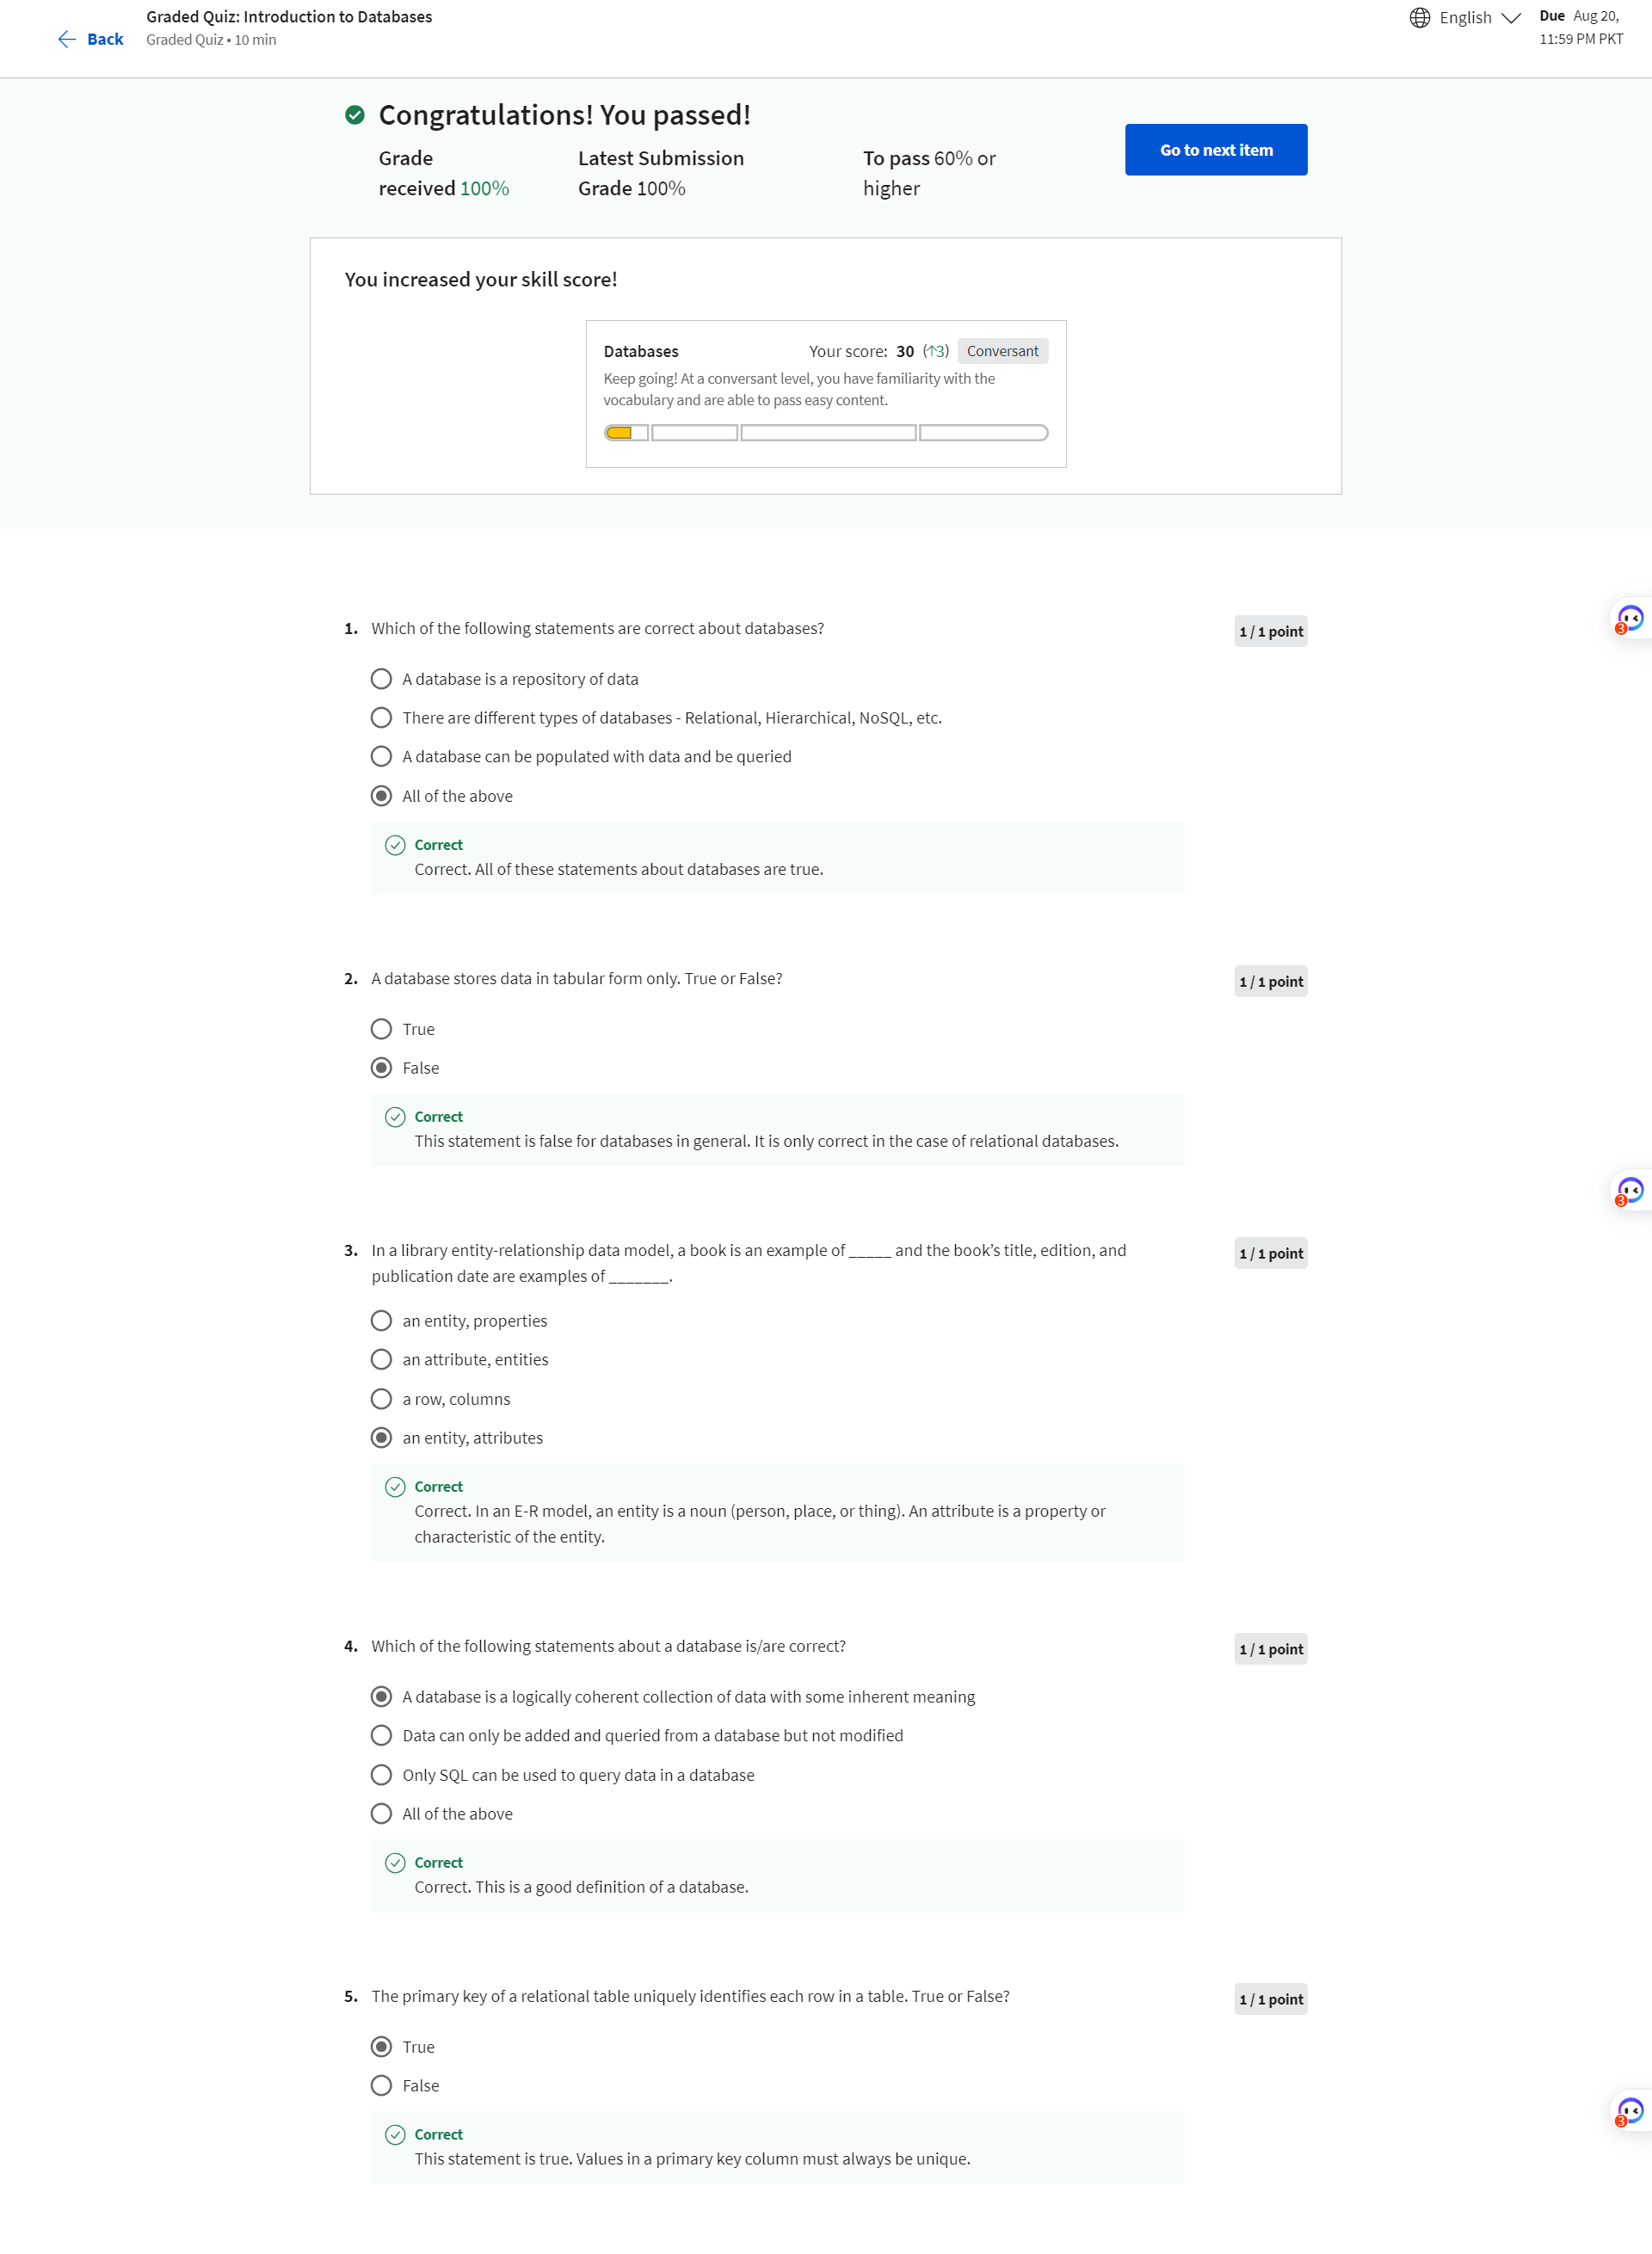 Back
Graded Quiz: Introduction to Databases
Graded Quiz • 10 min
English
Due Aug 20,
11:59 PM PKT
Congratulations! You passed!
Grade
received 100%
Latest Submission
Grade 100%
To pass 60% or
higher
Go to next item
You increased your skill score!
Databases
Your score: 30 (↑3) Conversant
Keep going! At a conversant level, you have familiarity with the
vocabulary and are able to pass easy content.
1. Which of the following statements are correct about databases?
1 / 1 point
A database is a repository of data
There are different types of databases - Relational, Hierarchical, NoSQL, etc.
A database can be populated with data and be queried
All of the above
Correct
Correct. All of these statements about databases are true.
3
2. A database stores data in tabular form only. True or False?
1 / 1 point
True
False
Correct
This statement is false for databases in general. It is only correct in the case of relational databases.
3
3. In a library entity-relationship data model, a book is an example of _____ and the book’s title, edition, and
publication date are examples of _______.
1 / 1 point
an entity, properties
an attribute, entities
a row, columns
an entity, attributes
Correct
Correct. In an E-R model, an entity is a noun (person, place, or thing). An attribute is a property or
characteristic of the entity.
4. Which of the following statements about a database is/are correct?
1 / 1 point
A database is a logically coherent collection of data with some inherent meaning
Data can only be added and queried from a database but not modified
Only SQL can be used to query data in a database
All of the above
Correct
Correct. This is a good definition of a database.
5. The primary key of a relational table uniquely identifies each row in a table. True or False?
1 / 1 point
True
False
Correct
This statement is true. Values in a primary key column must always be unique.
3